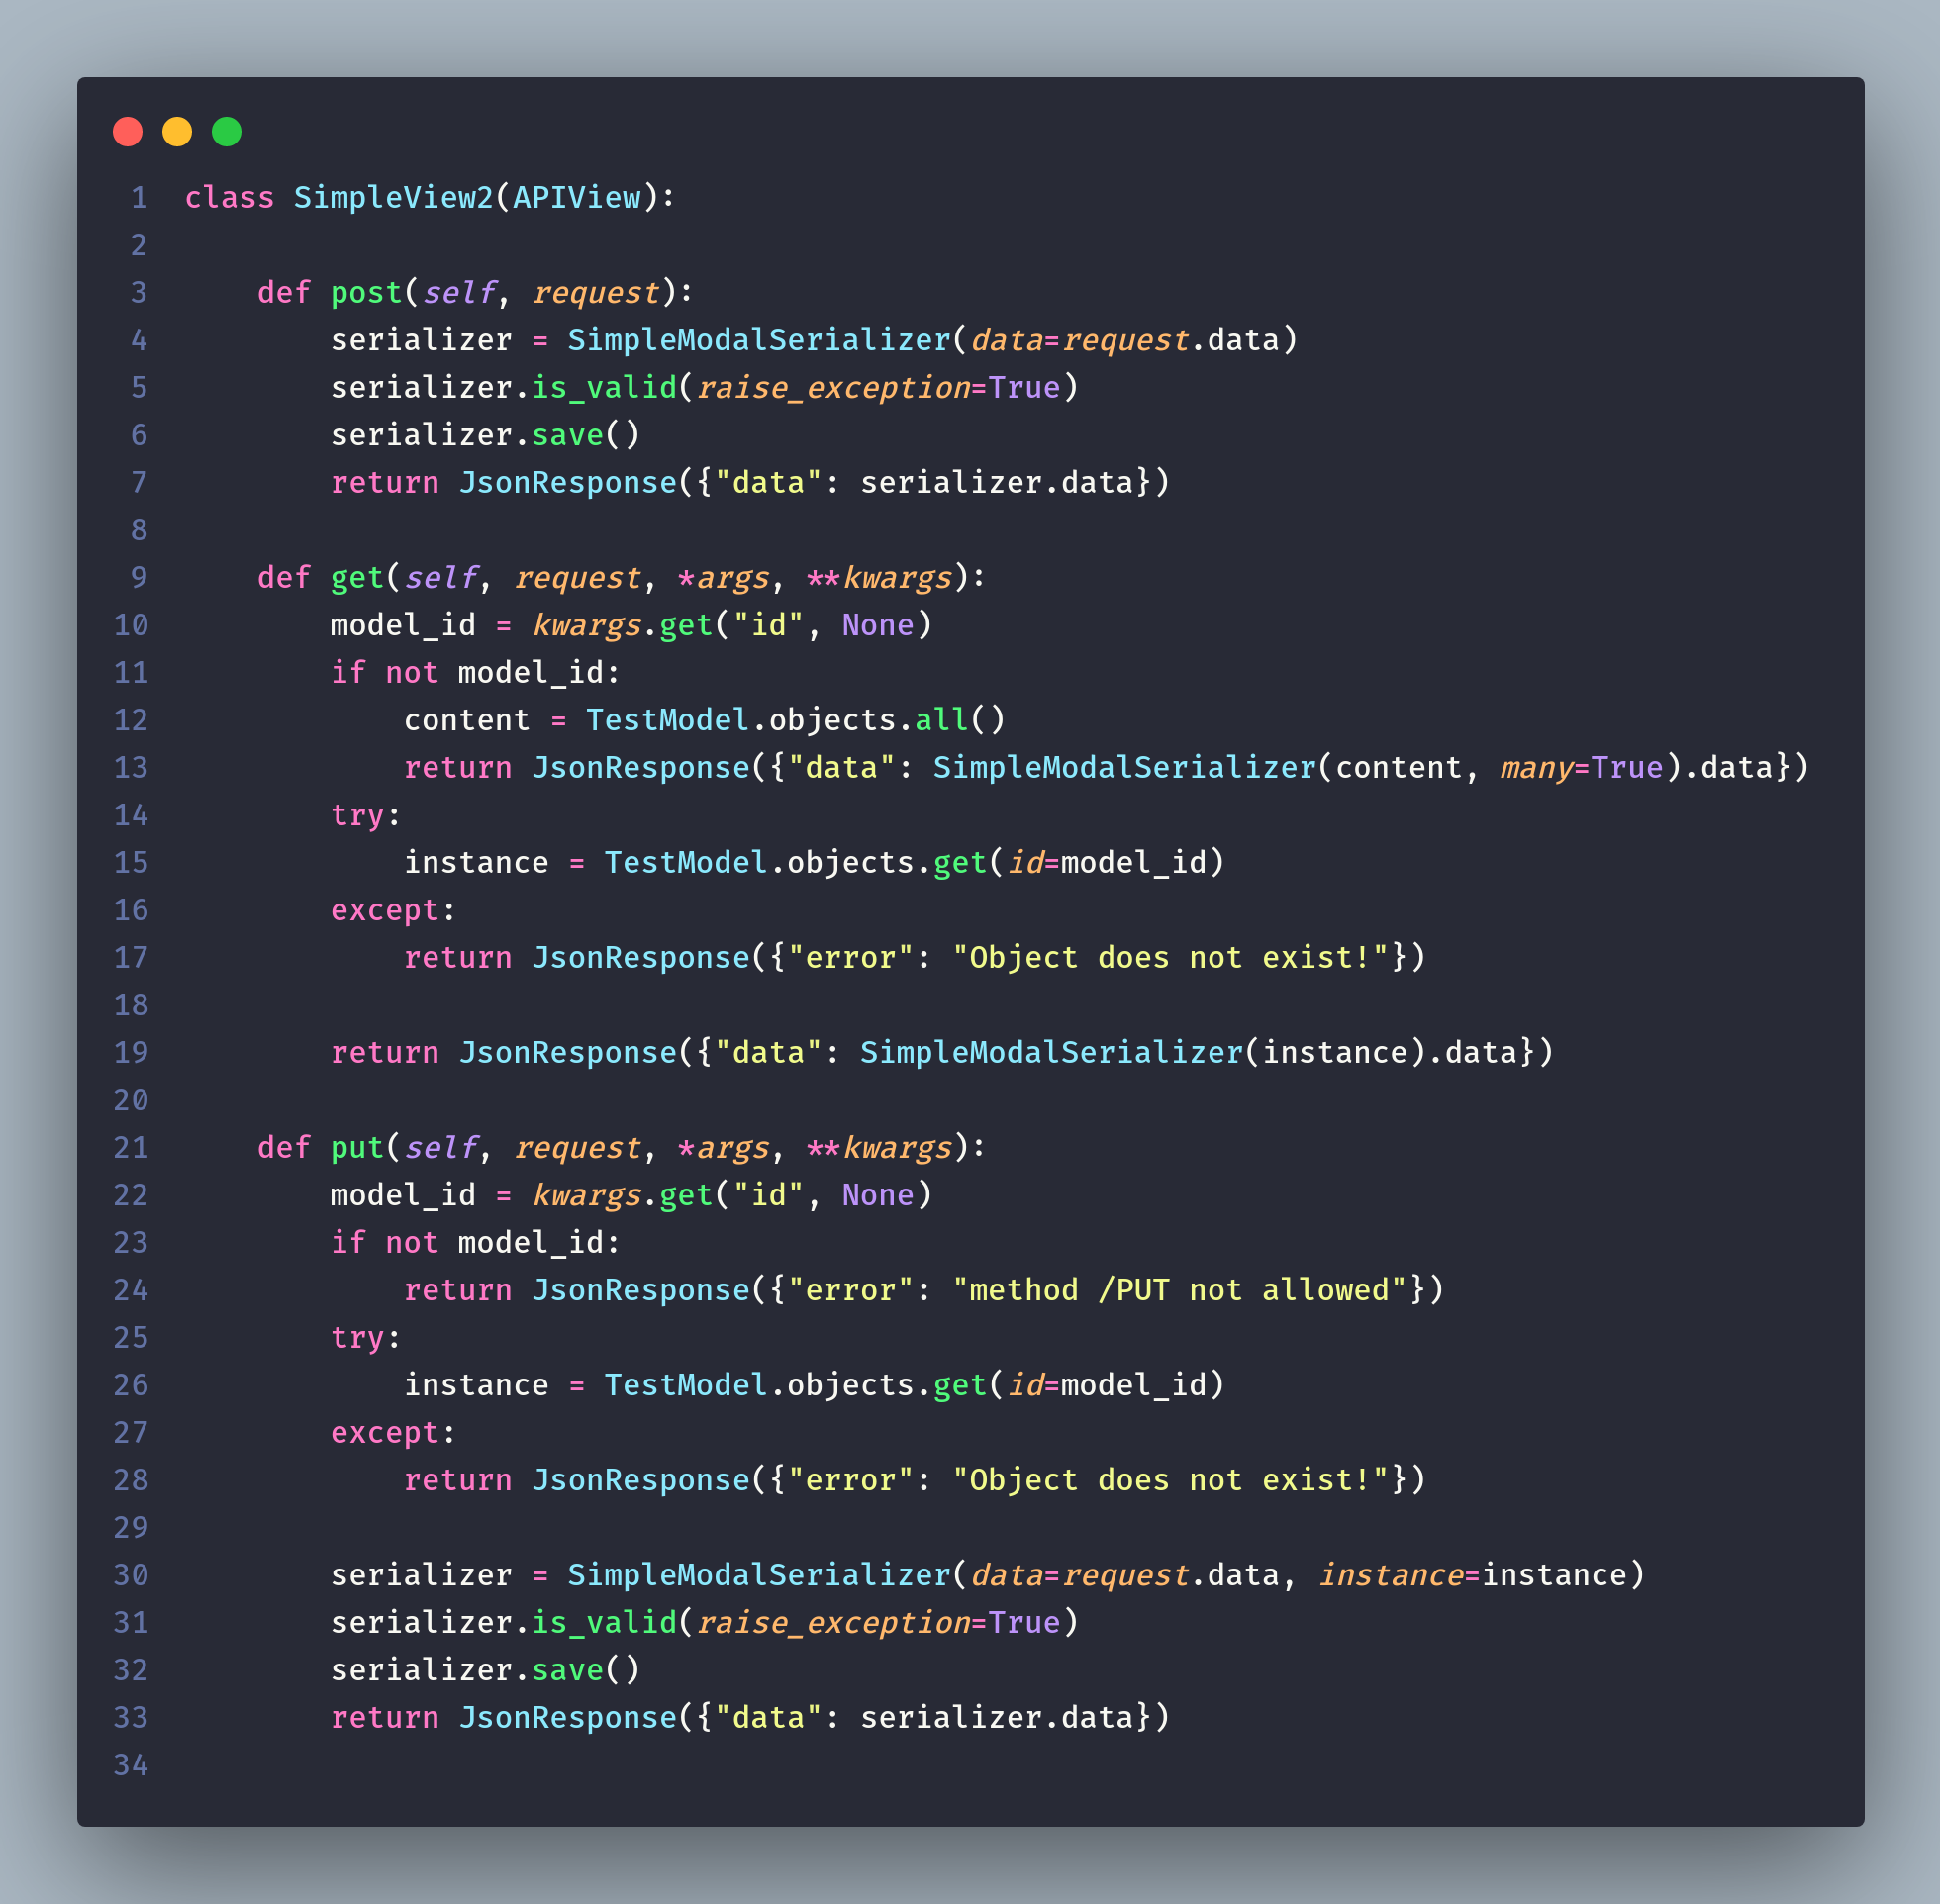 1 class SimpleView2(APIView):
2
3     def post(self, request):
4         serializer = SimpleModalSerializer(data=request.data)
5         serializer.is_valid(raise_exception=True)
6         serializer.save()
7         return JsonResponse({"data": serializer.data})
8
9     def get(self, request, *args, **kwargs):
10         model_id = kwargs.get("id", None)
11         if not model_id:
12             content = TestModel.objects.all()
13             return JsonResponse({"data": SimpleModalSerializer(content, many=True).data})
14         try:
15             instance = TestModel.objects.get(id=model_id)
16         except:
17             return JsonResponse({"error": "Object does not exist!"})
18
19         return JsonResponse({"data": SimpleModalSerializer(instance).data})
20
21     def put(self, request, *args, **kwargs):
22         model_id = kwargs.get("id", None)
23         if not model_id:
24             return JsonResponse({"error": "method /PUT not allowed"})
25         try:
26             instance = TestModel.objects.get(id=model_id)
27         except:
28             return JsonResponse({"error": "Object does not exist!"})
29
30         serializer = SimpleModalSerializer(data=request.data, instance=instance)
31         serializer.is_valid(raise_exception=True)
32         serializer.save()
33         return JsonResponse({"data": serializer.data})
34